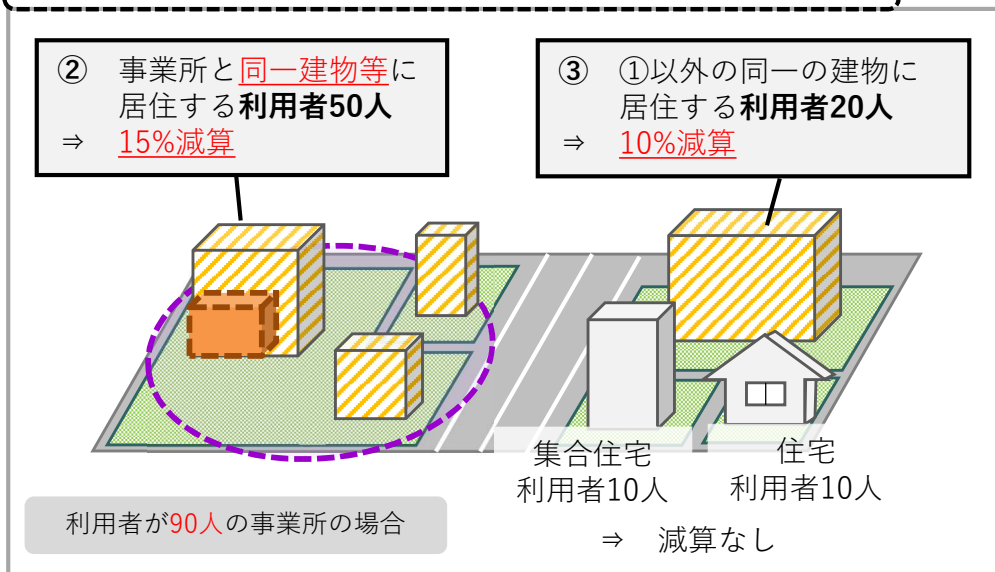 ② 事業所と同一建物等に
居住する利用者50人
⇒ 15%減算
③ ①以外の同一の建物に
居住する利用者20人
⇒ 10%減算
集合住宅
利用者10人
住宅
利用者10人
⇒ 減算なし
利用者が90人の事業所の場合